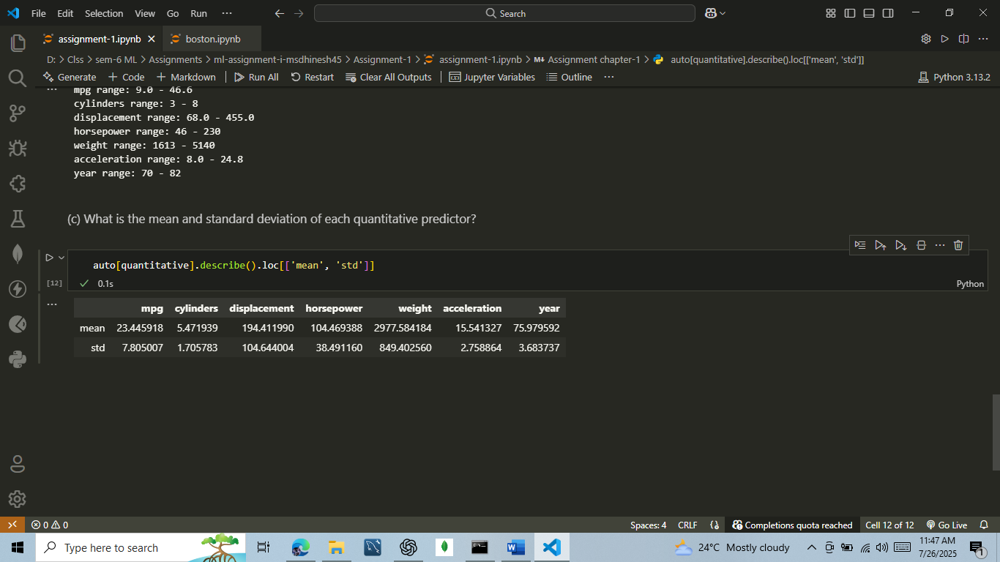 File Edit Selection View Go Run ··· Search
assignment-1.ipynb boston.ipynb
D: > Clss > sem-6 ML > Assignments > ml-assignment-i-msdhinesh45 > Assignment-1 > assignment-1.ipynb > M↓ Assignment chapter-1 > auto[quantitative].describe().loc[['mean', 'std']]
Generate + Code + Markdown Run All Restart Clear All Outputs Jupyter Variables Outline ··· Python 3.13.2
mpg range: 9.0 - 46.6
cylinders range: 3 - 8
displacement range: 68.0 - 455.0
horsepower range: 46 - 230
weight range: 1613 - 5140
acceleration range: 8.0 - 24.8
year range: 70 - 82
(c) What is the mean and standard deviation of each quantitative predictor?
auto[quantitative].describe().loc[['mean', 'std']]
[12] 0.1s Python
mpg cylinders displacement horsepower weight acceleration year
mean 23.445918 5.471939 194.411990 104.469388 2977.584184 15.541327 75.979592
std 7.805007 1.705783 104.644004 38.491160 849.402560 2.758864 3.683737
0 0 Spaces: 4 CRLF Completions quota reached Cell 12 of 12 Go Live
Type here to search 24°C Mostly cloudy 11:47 AM
7/26/2025 1